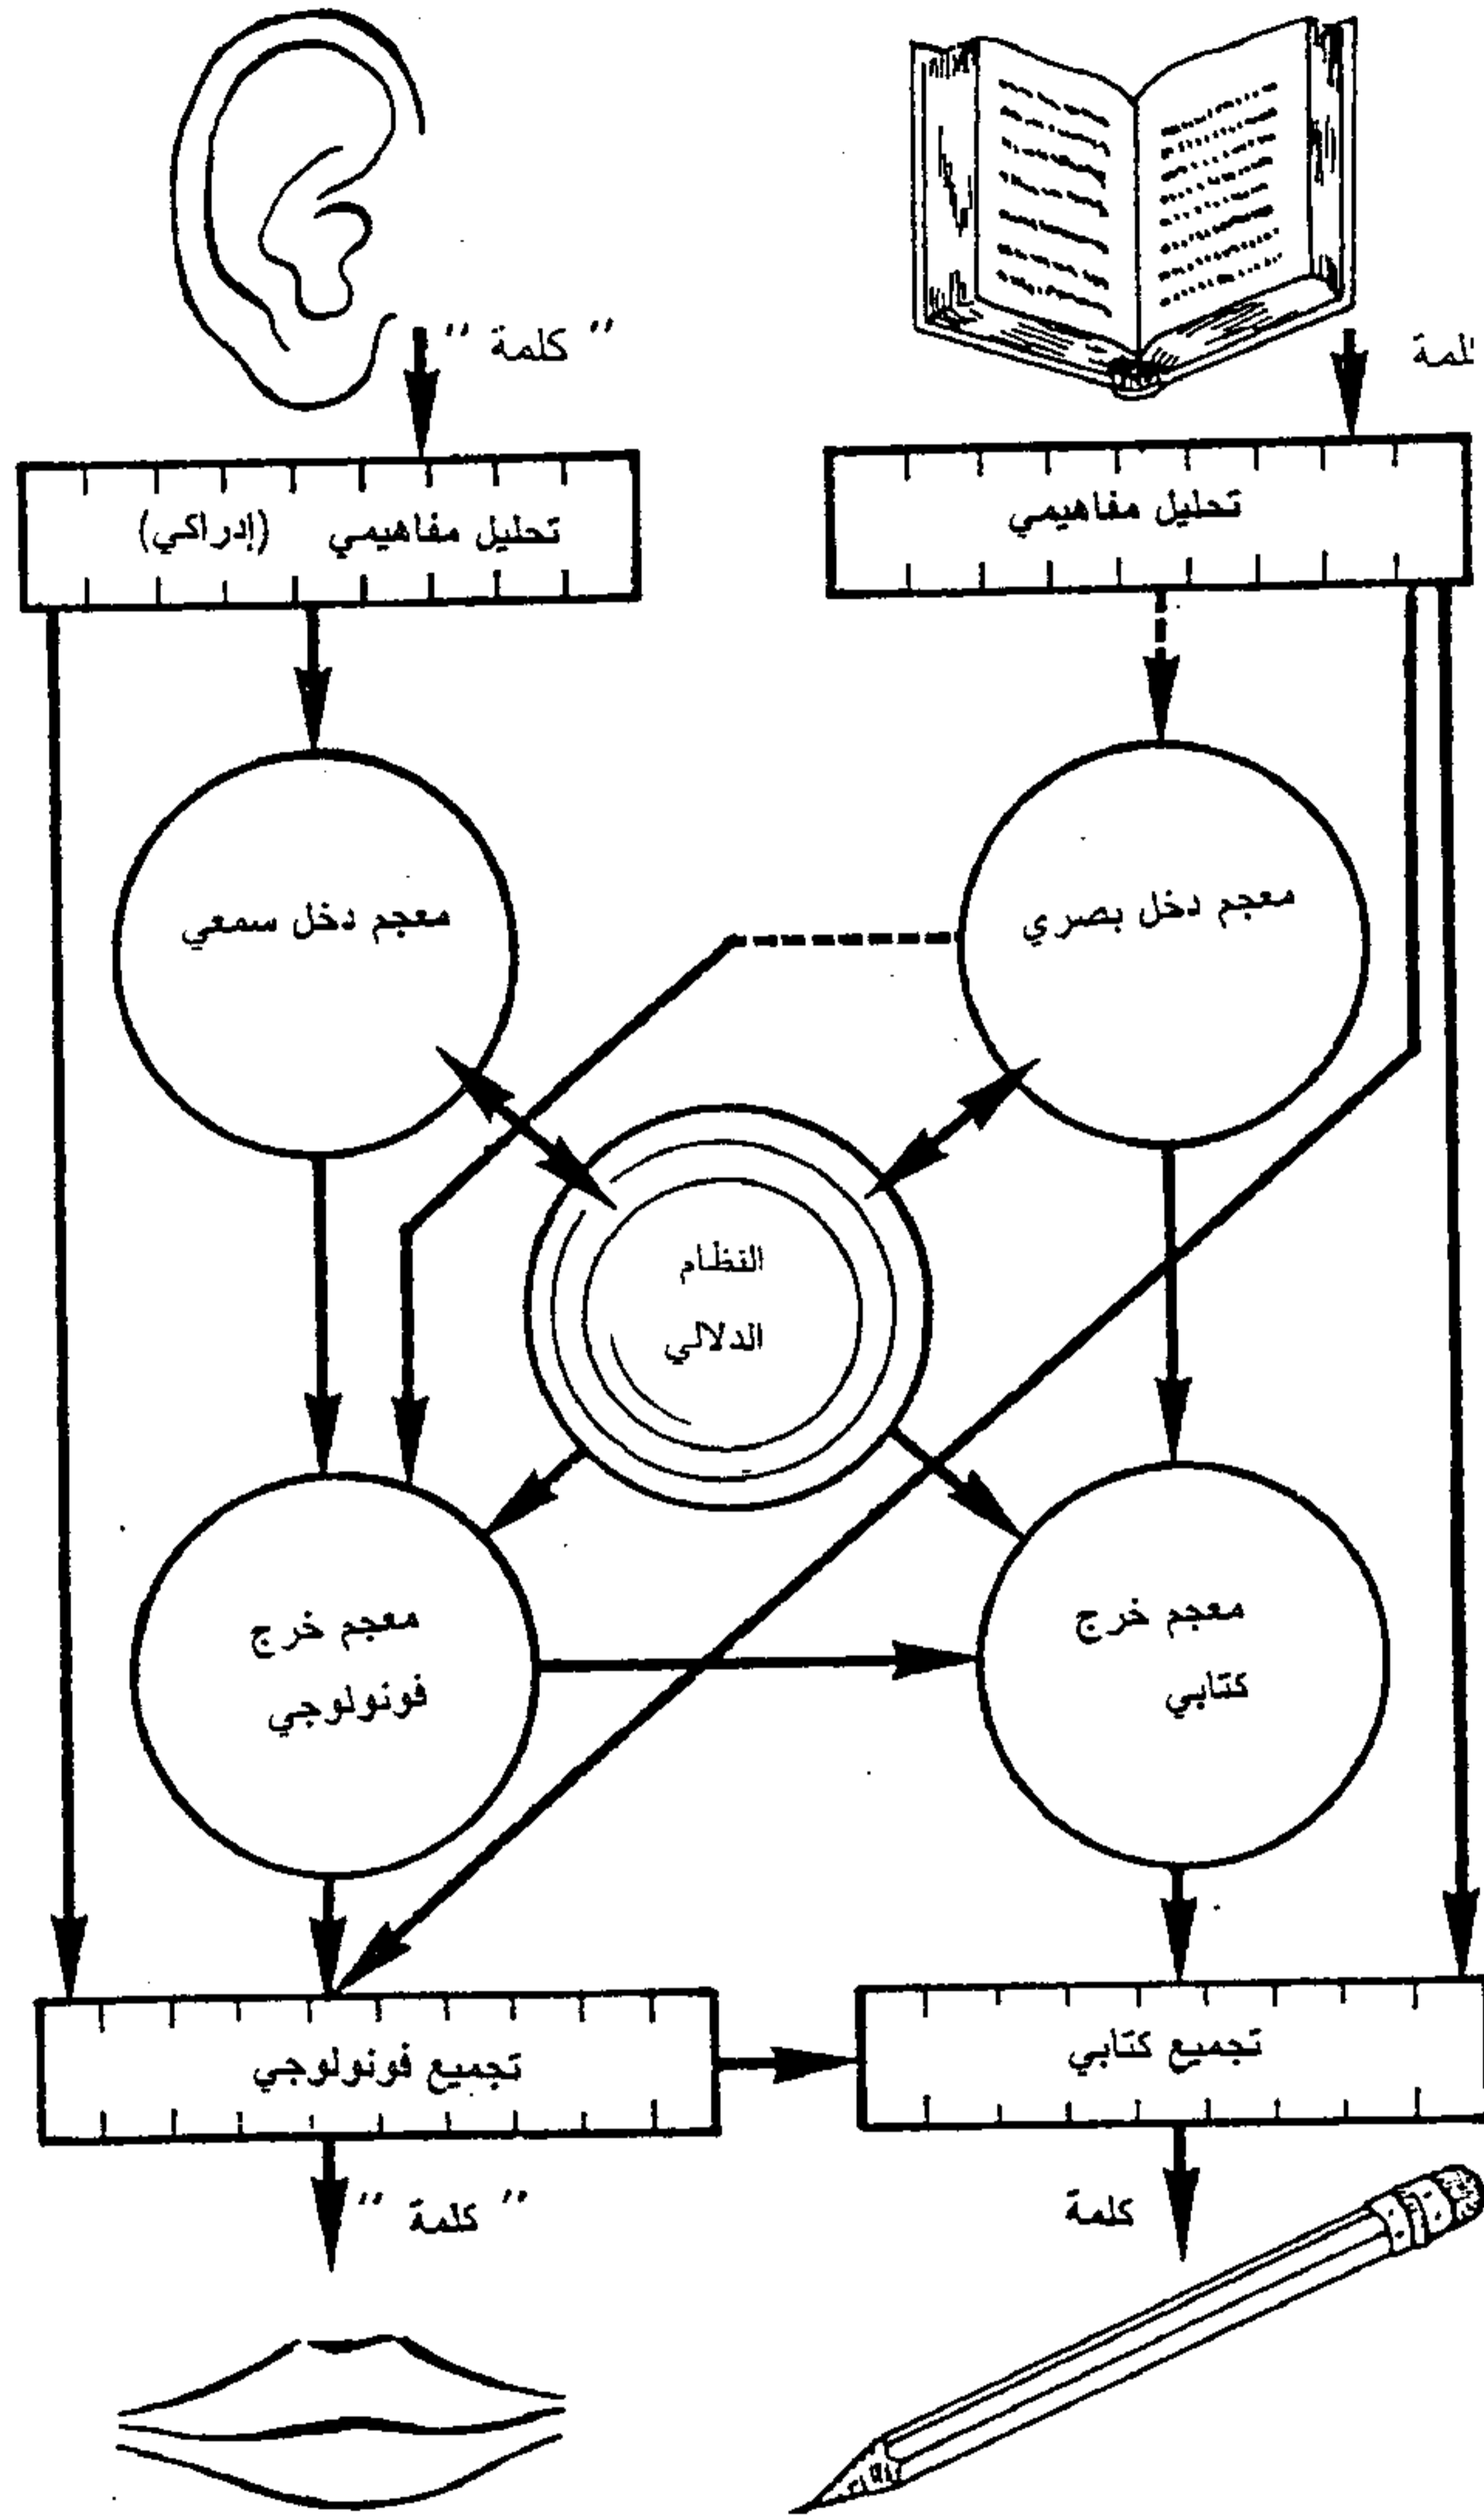 " كلمة "
تحليل مفاهيمي (إدراكي)
تحليل مفاهيمي
معجم دخل سمعي
معجم دخل بصري
النظام
الدلالي
معجم خرج
فونولوجي
معجم خرج
كتابي
تجميع فونولوجي
تجميع كتابي
" كلمة "
كلمة